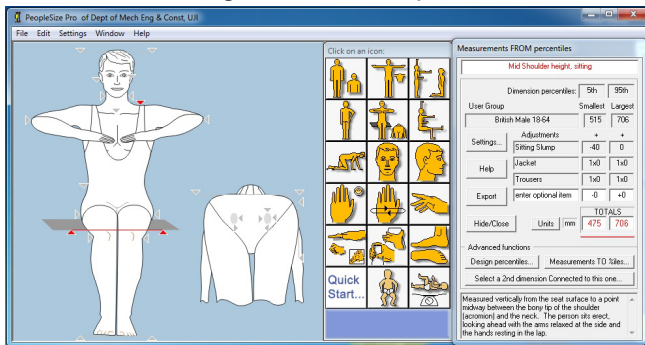 PeopleSize Pro of Dept of Mech Eng & Const, UJI
File Edit Settings Window Help
Click on an icon:
Quick
Start...
Measurements FROM percentiles
Mid Shoulder height, sitting
Dimension percentiles: 5th 95th
User Group Smallest Largest
British Male 18-64 515 706
Settings... Adjustments + +
Sitting Slump -40 0
Help Jacket 1x0 1x0
Trousers 1x0 1x0
Export enter optional item -0 +0
TOTALS
Hide/Close Units mm 475 706
Advanced functions
Design percentiles... Measurements TO %iles...
Select a 2nd dimension Connected to this one...
Measured vertically from the seat surface to a point
midway between the bony tip of the shoulder
(acromion) and the neck. The person sits erect,
looking ahead with the arms relaxed at the side and
the hands resting in the lap.